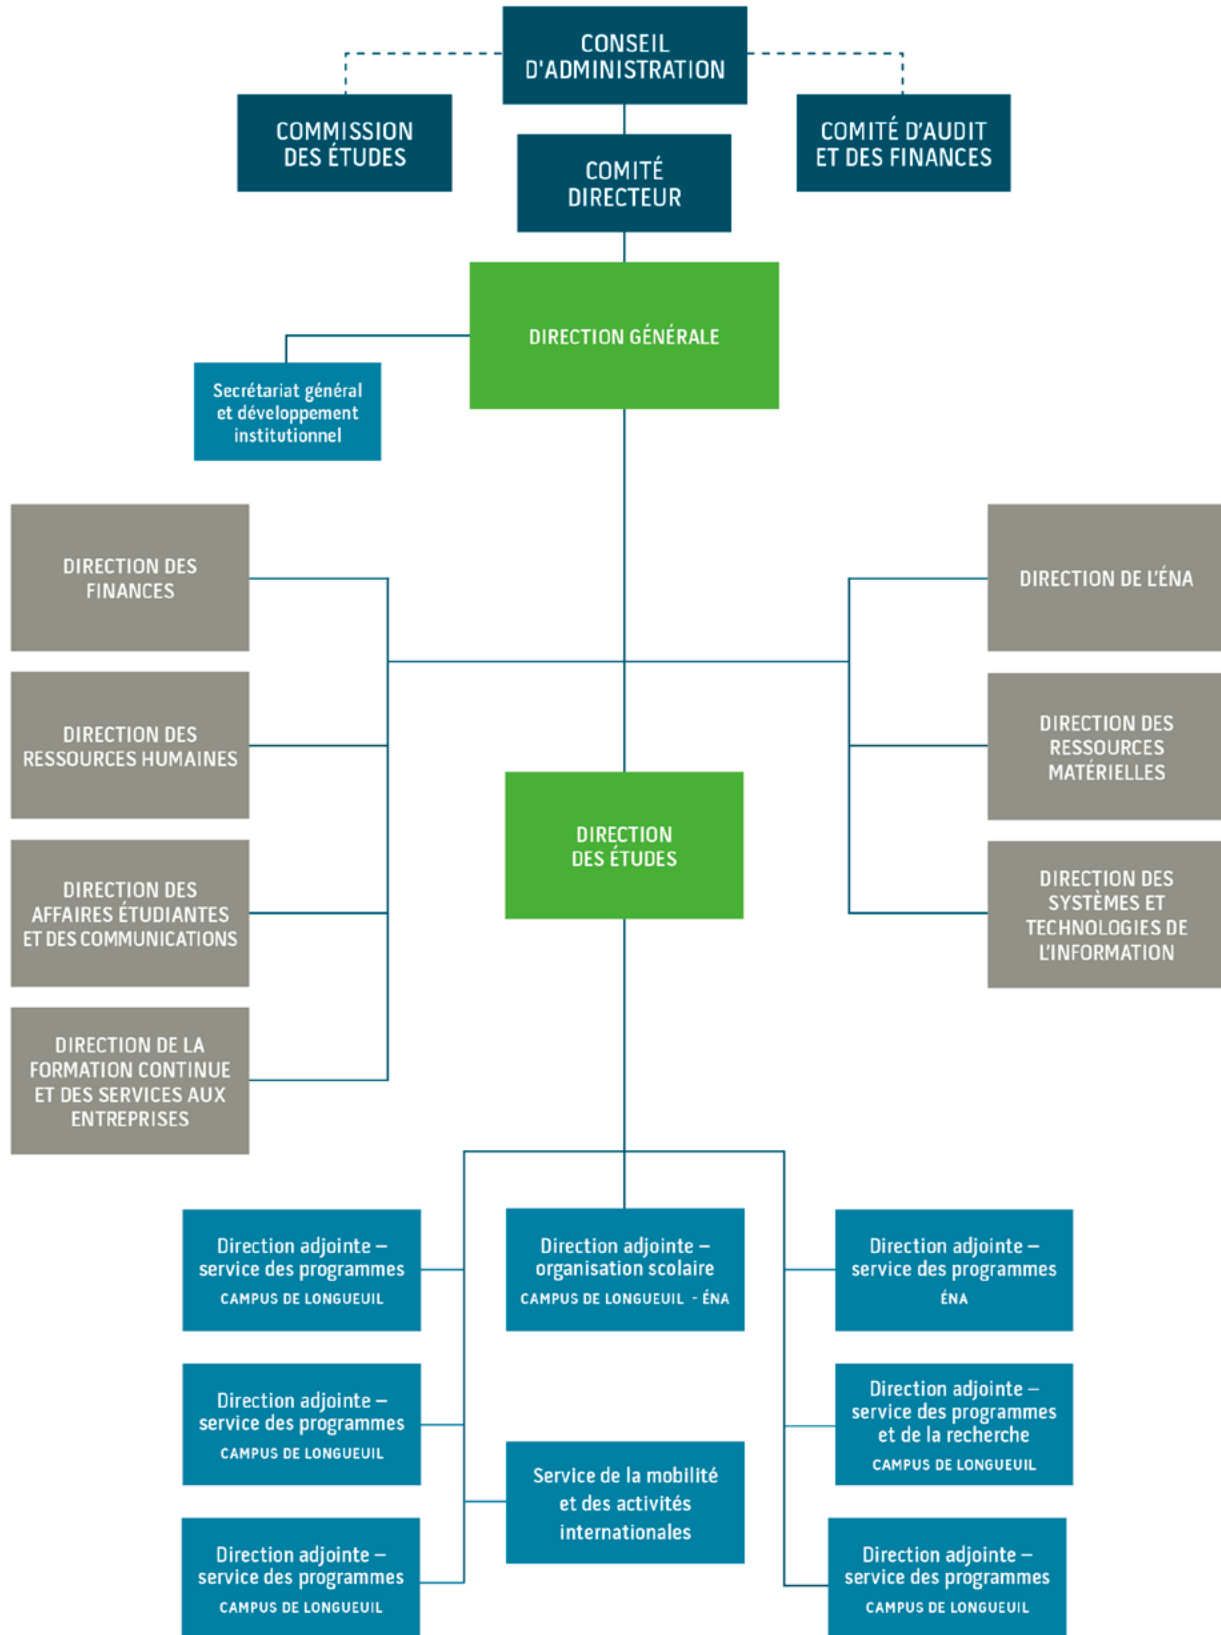 CONSEIL
D'ADMINISTRATION
COMMISSION
DES ÉTUDES
COMITÉ D'AUDIT
ET DES FINANCES
COMITÉ
DIRECTEUR
DIRECTION GÉNÉRALE
Secrétariat général
et développement
institutionnel
DIRECTION DES
FINANCES
DIRECTION DE L'ÉNA
DIRECTION DES
RESSOURCES HUMAINES
DIRECTION DES
RESSOURCES
MATÉRIELLES
DIRECTION
DES ÉTUDES
DIRECTION DES
AFFAIRES ÉTUDIANTES
ET DES COMMUNICATIONS
DIRECTION DES
SYSTÈMES ET
TECHNOLOGIES DE
L'INFORMATION
DIRECTION DE LA
FORMATION CONTINUE
ET DES SERVICES AUX
ENTREPRISES
Direction adjointe –
service des programmes
CAMPUS DE LONGUEUIL
Direction adjointe –
organisation scolaire
CAMPUS DE LONGUEUIL - ÉNA
Direction adjointe –
service des programmes
ÉNA
Direction adjointe –
service des programmes
CAMPUS DE LONGUEUIL
Direction adjointe –
service des programmes
et de la recherche
CAMPUS DE LONGUEUIL
Service de la mobilité
et des activités
internationales
Direction adjointe –
service des programmes
CAMPUS DE LONGUEUIL
Direction adjointe –
service des programmes
CAMPUS DE LONGUEUIL